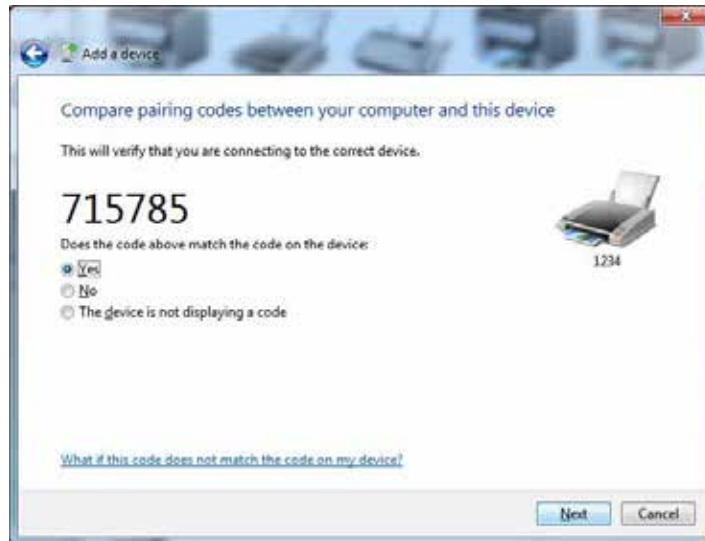 Add a device
Compare pairing codes between your computer and this device
This will verify that you are connecting to the correct device.
715785
Does the code above match the code on the device:
Yes
No
The device is not displaying a code
1234
What if this code does not match the code on my device?
Next Cancel